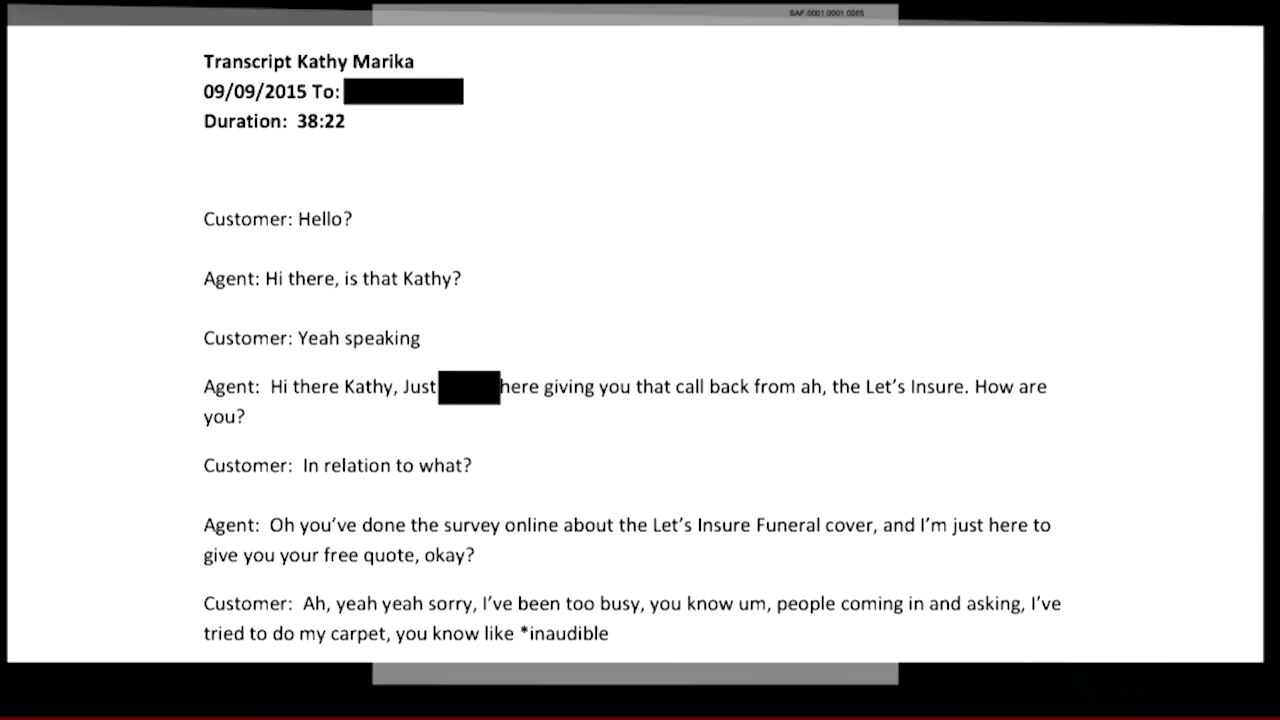 SAF.0001.0001.0065
Transcript Kathy Marika
09/09/2015 To:
Duration:  38:22
Customer: Hello?
Agent: Hi there, is that Kathy?
Customer: Yeah speaking
Agent:  Hi there Kathy, Just here giving you that call back from ah, the Let's Insure. How are
you?
Customer:  In relation to what?
Agent:  Oh you've done the survey online about the Let's Insure Funeral cover, and I'm just here to
give you your free quote, okay?
Customer:  Ah, yeah yeah sorry, I've been too busy, you know um, people coming in and asking, I've
tried to do my carpet, you know like *inaudible